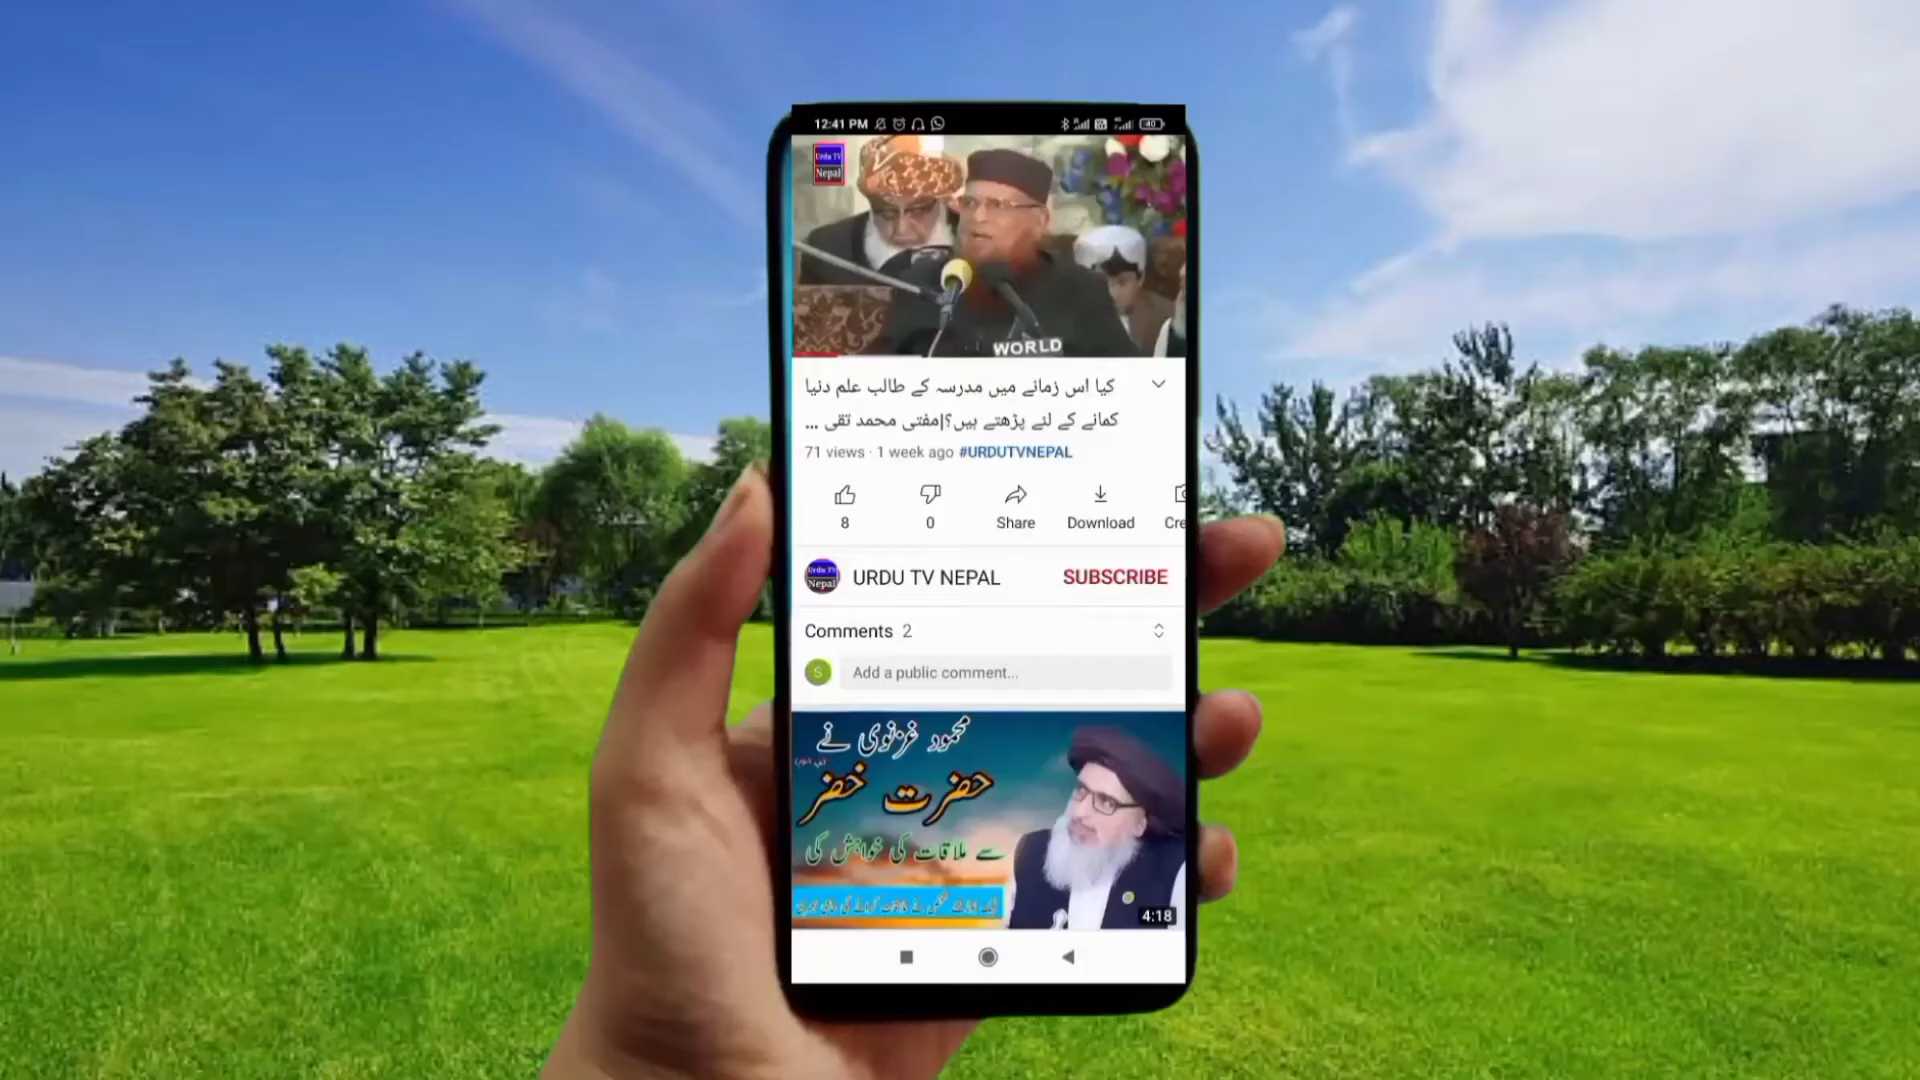 12:41 PM
40
Urdu TV
Nepal
WORLD
کیا اس زمانے میں مدرسہ کے طالب علم دنیا
کمانے کے لئے پڑھتے ہیں؟|مفتی محمد تقی ...
71 views · 1 week ago #URDUTVNEPAL
8
0
Share
Download
Cre
Urdu TV
Nepal
URDU TV NEPAL
SUBSCRIBE
Comments 2
S
Add a public comment...
محمود غزنوی نے
حضرت خضر
سے ملاقات کی خواہش کی
4:18